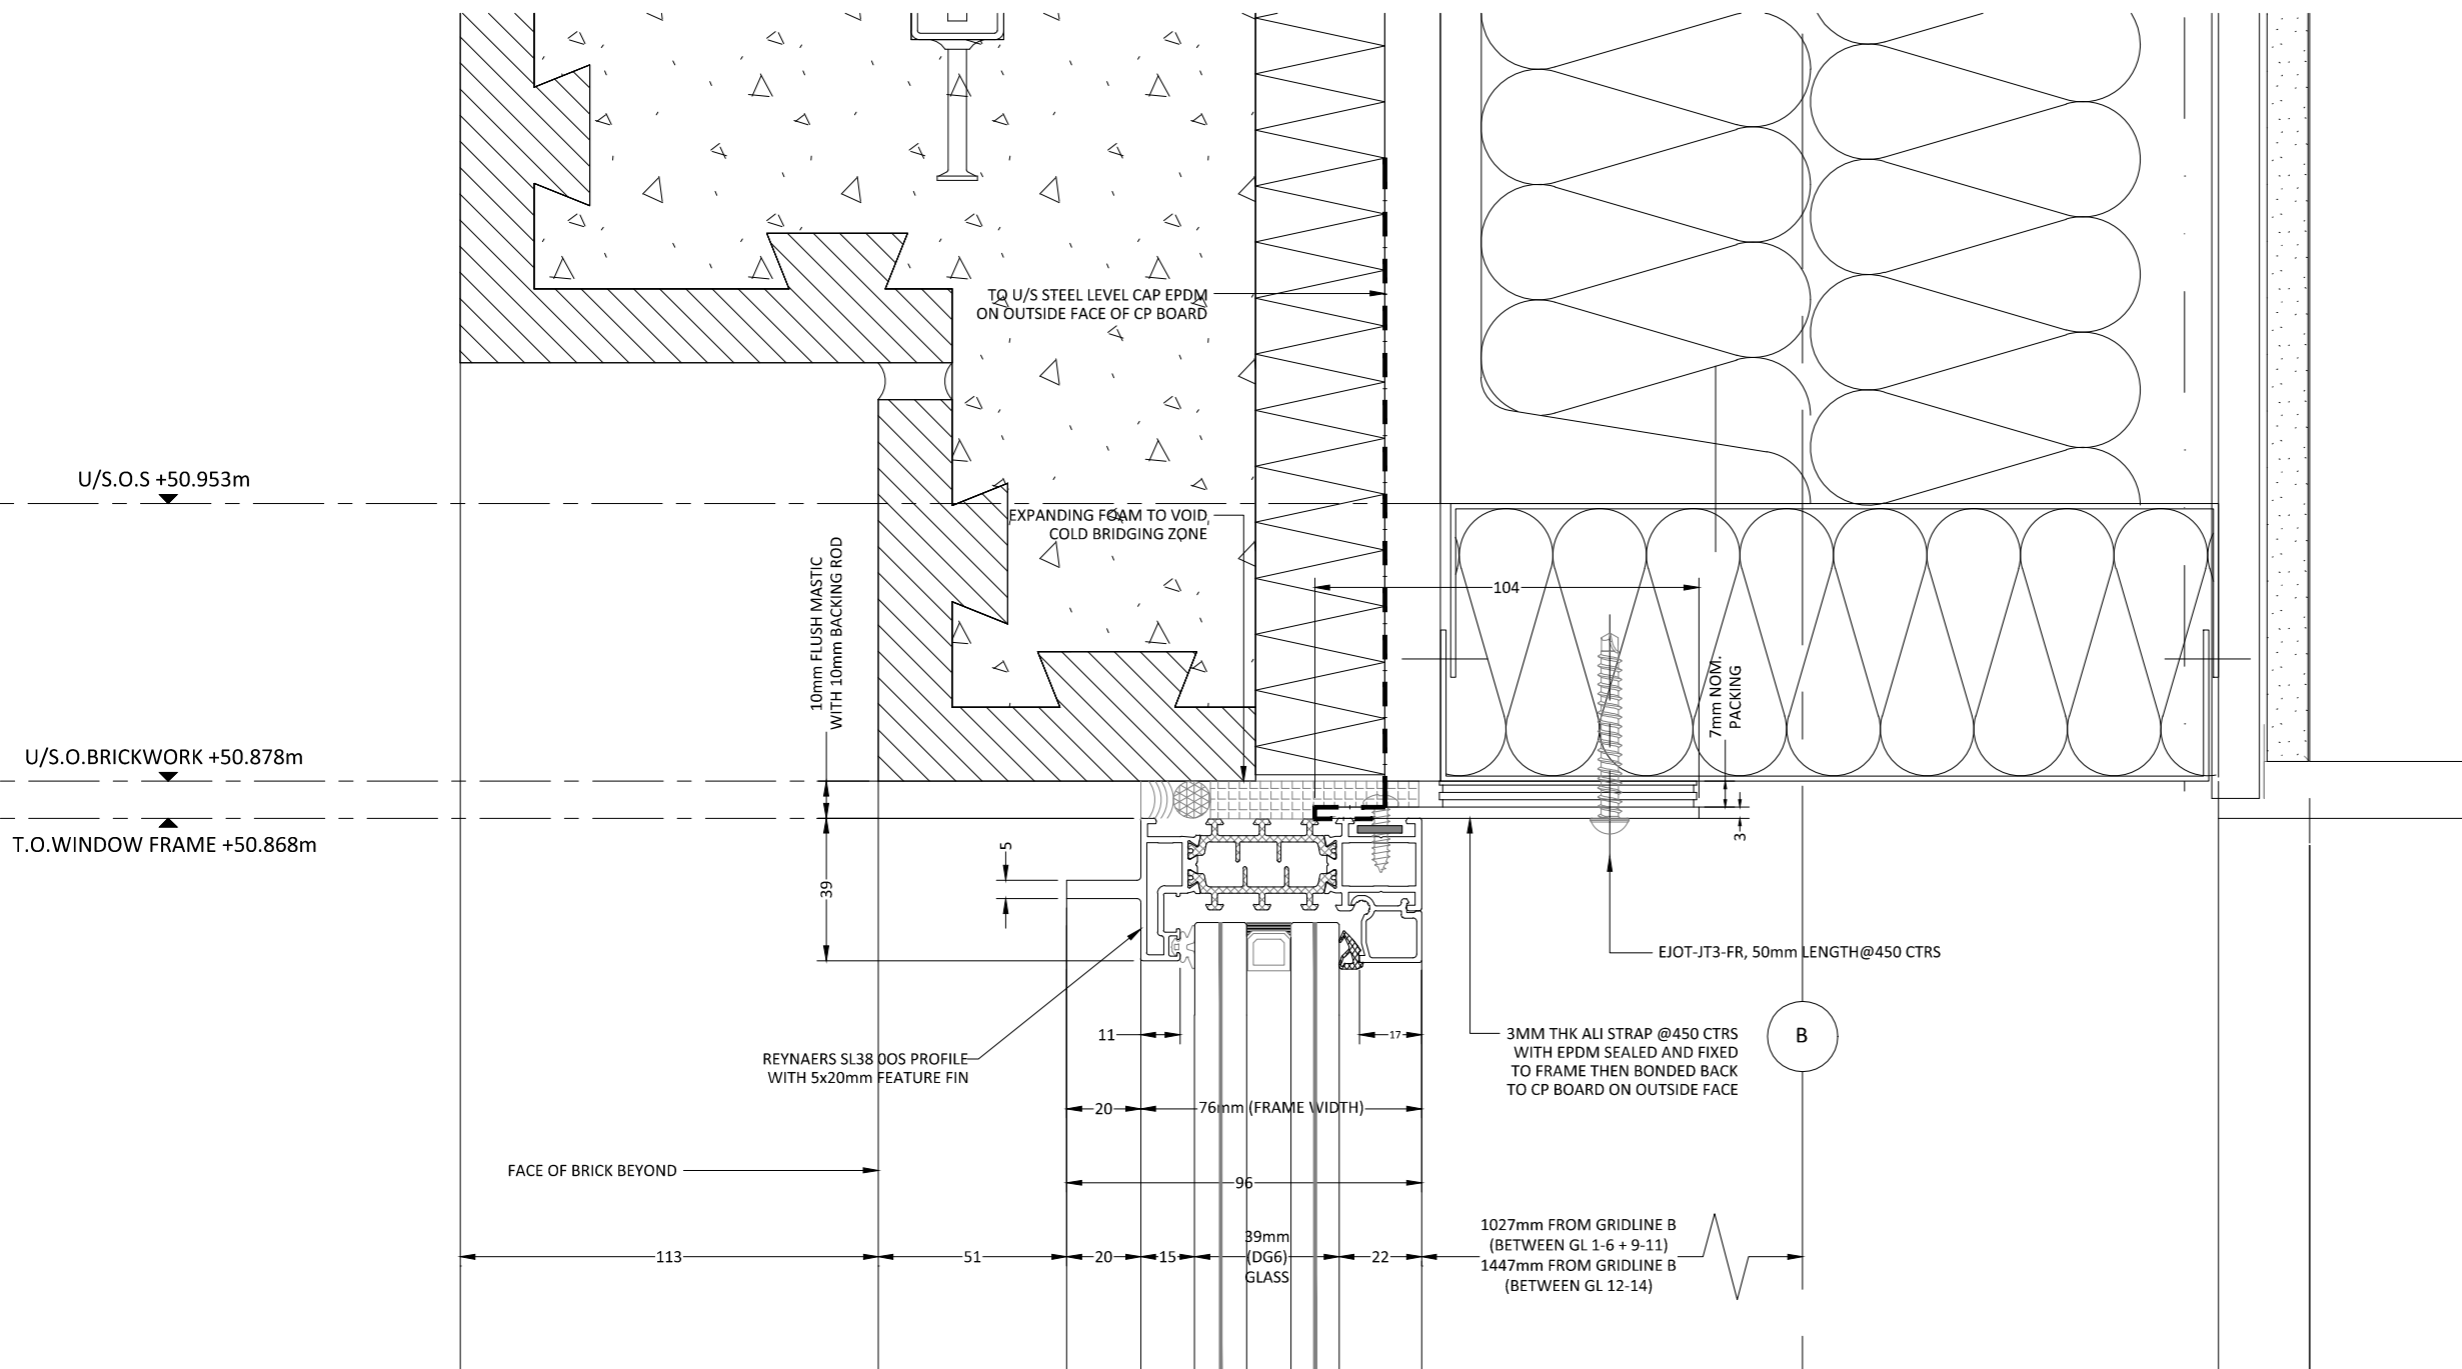 TO U/S STEEL LEVEL CAP EPDM
ON OUTSIDE FACE OF CP BOARD
U/S.O.S +50.953m
EXPANDING FOAM TO VOID
COLD BRIDGING ZONE
10mm FLUSH MASTIC
WITH 10mm BACKING ROD
104
7mm NOM.
PACKING
U/S.O.BRICKWORK +50.878m
T.O.WINDOW FRAME +50.868m
3
5
39
EJOT-JT3-FR, 50mm LENGTH@450 CTRS
11
17
REYNAERS SL38 0OS PROFILE
WITH 5x20mm FEATURE FIN
3MM THK ALI STRAP @450 CTRS
WITH EPDM SEALED AND FIXED
TO FRAME THEN BONDED BACK
TO CP BOARD ON OUTSIDE FACE
B
20
76mm (FRAME WIDTH)
FACE OF BRICK BEYOND
96
113
51
20
15
39mm
(DG6)
GLASS
22
1027mm FROM GRIDLINE B
(BETWEEN GL 1-6 + 9-11)
1447mm FROM GRIDLINE B
(BETWEEN GL 12-14)